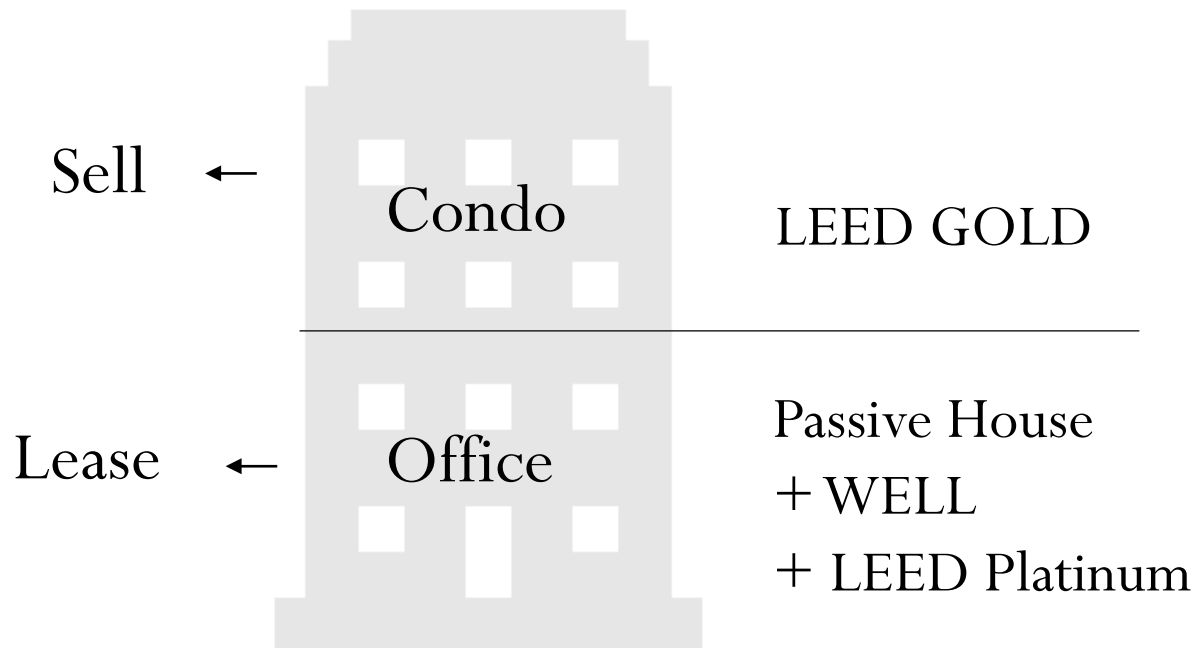 Sell
Condo
LEED GOLD
Lease
Office
Passive House
+ WELL
+ LEED Platinum